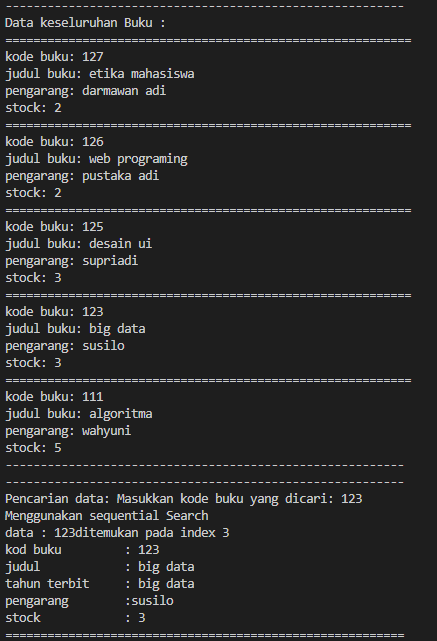 ---------------------------------------------------------
Data keseluruhan Buku :
==========================================================
kode buku: 127
judul buku: etika mahasiswa
pengarang: darmawan adi
stock: 2
==========================================================
kode buku: 126
judul buku: web programing
pengarang: pustaka adi
stock: 2
==========================================================
kode buku: 125
judul buku: desain ui
pengarang: supriadi
stock: 3
==========================================================
kode buku: 123
judul buku: big data
pengarang: susilo
stock: 3
==========================================================
kode buku: 111
judul buku: algoritma
pengarang: wahyuni
stock: 5
---------------------------------------------------------
---------------------------------------------------------
Pencarian data: Masukkan kode buku yang dicari: 123
Menggunakan sequential Search
data : 123ditemukan pada index 3
kod buku         : 123
judul            : big data
tahun terbit     : big data
pengarang        :susilo
stock            : 3
=========================================================